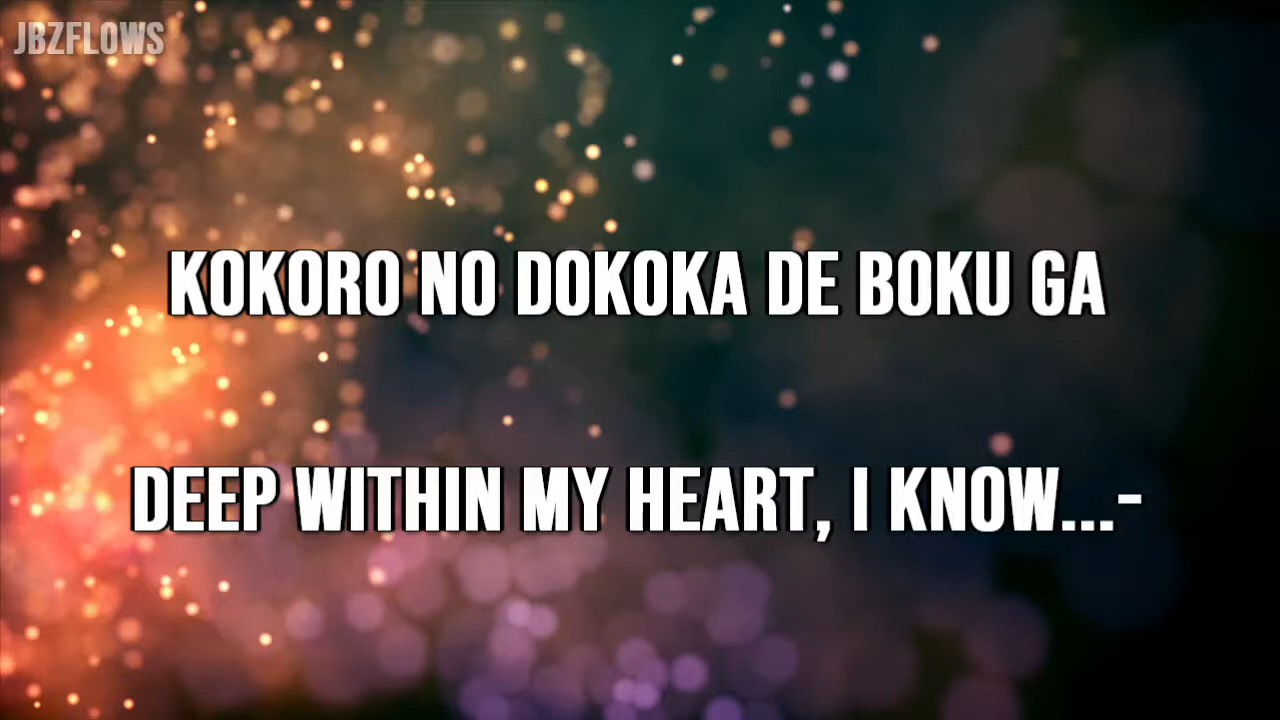 JBZFLOWS
KOKORO NO DOKOKA DE BOKU GA
DEEP WITHIN MY HEART, I KNOW...-